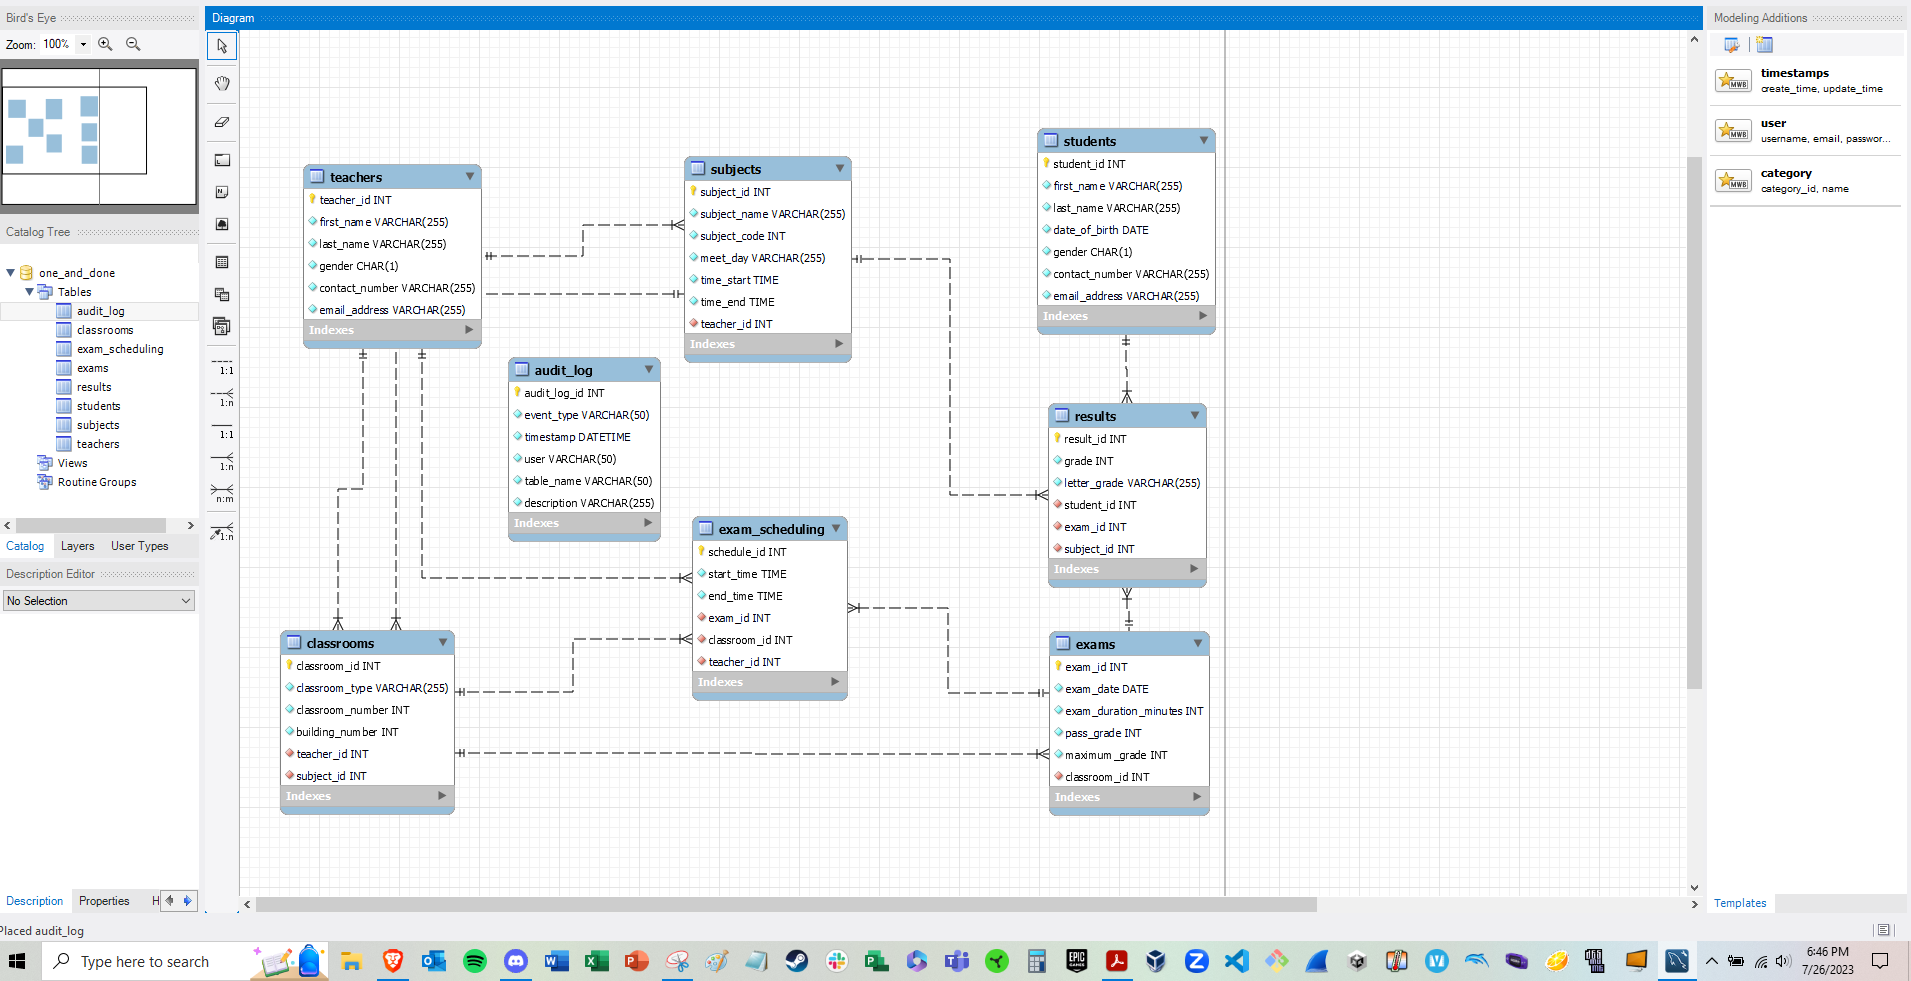 Bird's Eye
Zoom: 100%
Catalog Tree
one_and_done
Tables
audit_log
classrooms
exam_scheduling
exams
results
students
subjects
teachers
Views
Routine Groups
Catalog Layers User Types
Description Editor
No Selection
Description Properties H
Placed audit_log
Diagram
1:1
1:n
1:1
1:n
n:m
1:n
teachers
teacher_id INT
first_name VARCHAR(255)
last_name VARCHAR(255)
gender CHAR(1)
contact_number VARCHAR(255)
email_address VARCHAR(255)
Indexes
subjects
subject_id INT
subject_name VARCHAR(255)
subject_code INT
meet_day VARCHAR(255)
time_start TIME
time_end TIME
teacher_id INT
Indexes
students
student_id INT
first_name VARCHAR(255)
last_name VARCHAR(255)
date_of_birth DATE
gender CHAR(1)
contact_number VARCHAR(255)
email_address VARCHAR(255)
Indexes
audit_log
audit_log_id INT
event_type VARCHAR(50)
timestamp DATETIME
user VARCHAR(50)
table_name VARCHAR(50)
description VARCHAR(255)
Indexes
results
result_id INT
grade INT
letter_grade VARCHAR(255)
student_id INT
exam_id INT
subject_id INT
Indexes
exam_scheduling
schedule_id INT
start_time TIME
end_time TIME
exam_id INT
classroom_id INT
teacher_id INT
Indexes
classrooms
classroom_id INT
classroom_type VARCHAR(255)
classroom_number INT
building_number INT
teacher_id INT
subject_id INT
Indexes
exams
exam_id INT
exam_date DATE
exam_duration_minutes INT
pass_grade INT
maximum_grade INT
classroom_id INT
Indexes
Modeling Additions
timestamps
create_time, update_time
user
username, email, passwor...
category
category_id, name
Templates
Type here to search
6:46 PM
7/26/2023